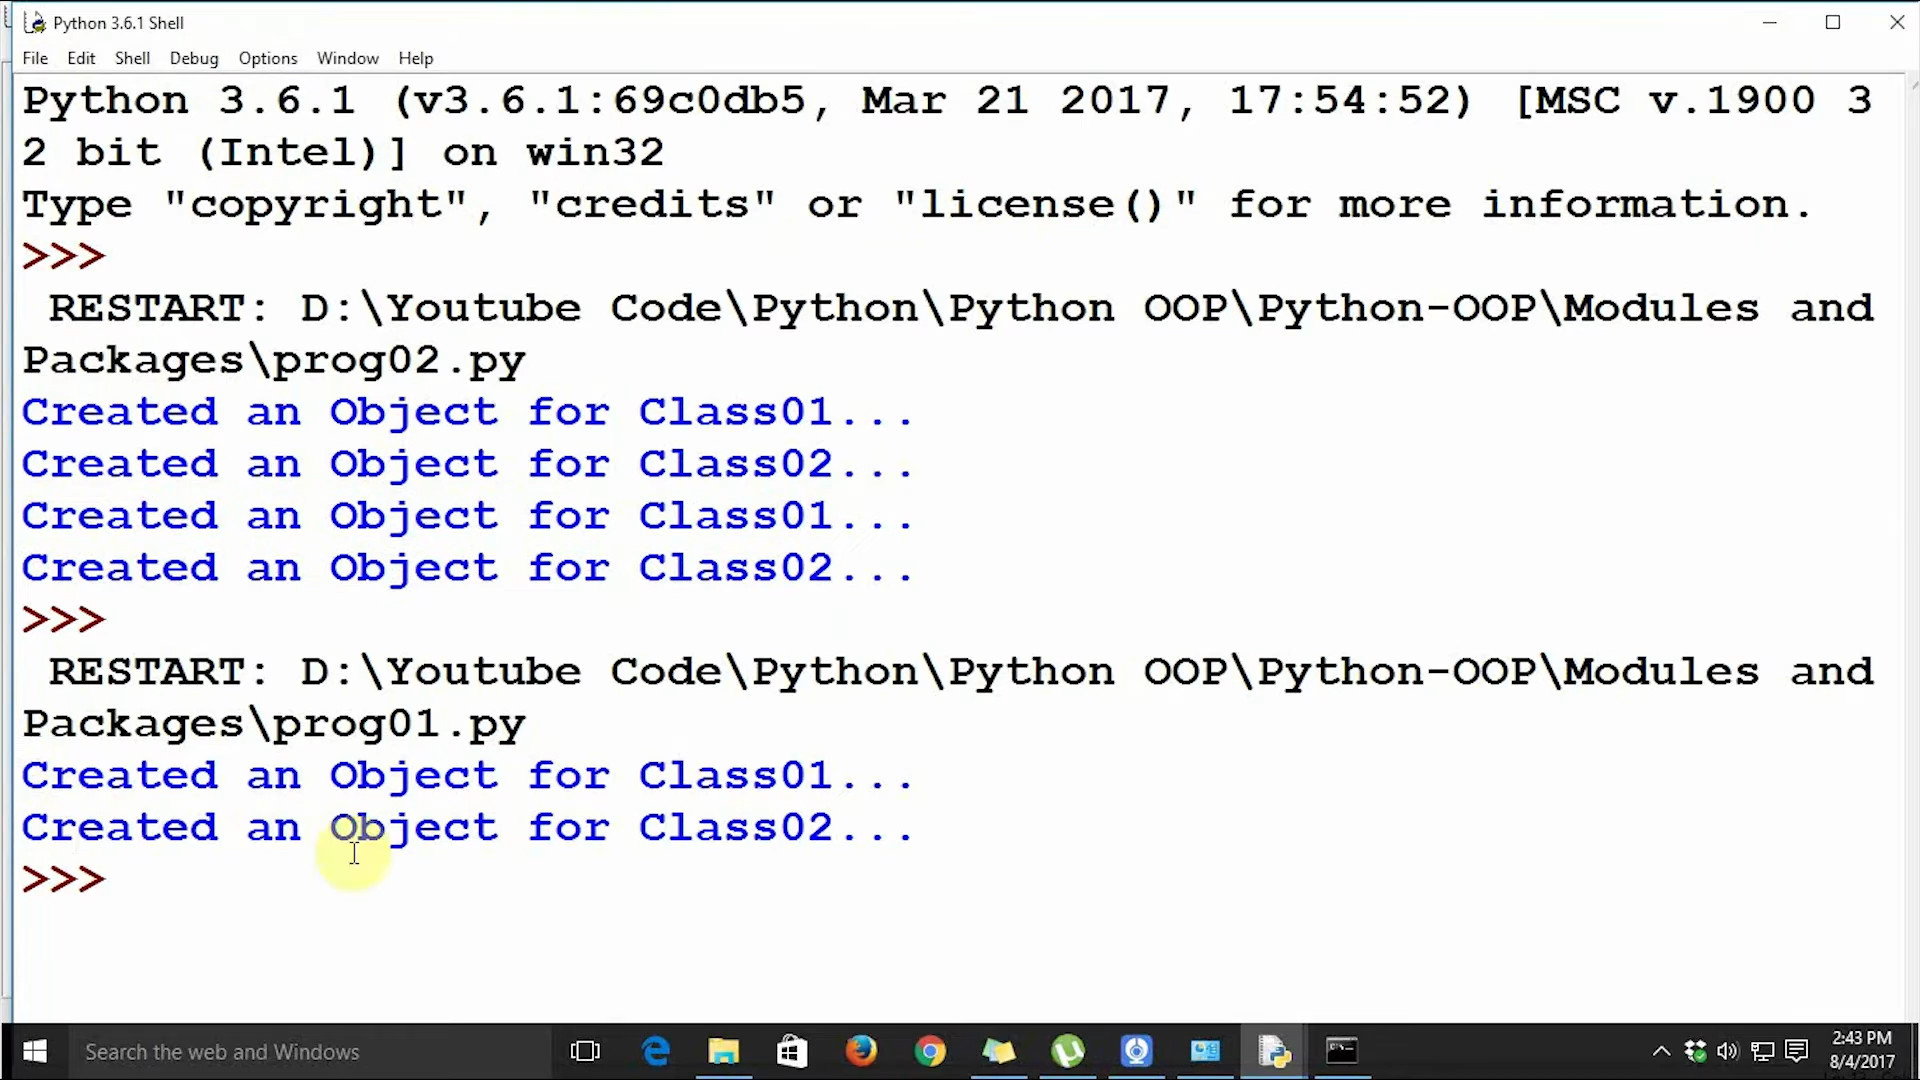 Python 3.6.1 Shell
File Edit Shell Debug Options Window Help
Python 3.6.1 (v3.6.1:69c0db5, Mar 21 2017, 17:54:52) [MSC v.1900 3
2 bit (Intel)] on win32
Type "copyright", "credits" or "license()" for more information.
>>>
RESTART: D:\Youtube Code\Python\Python OOP\Python-OOP\Modules and
Packages\prog02.py
Created an Object for Class01...
Created an Object for Class02...
Created an Object for Class01...
Created an Object for Class02...
>>>
RESTART: D:\Youtube Code\Python\Python OOP\Python-OOP\Modules and
Packages\prog01.py
Created an Object for Class01...
Created an Object for Class02...
>>>
Search the web and Windows
2:43 PM
8/4/2017